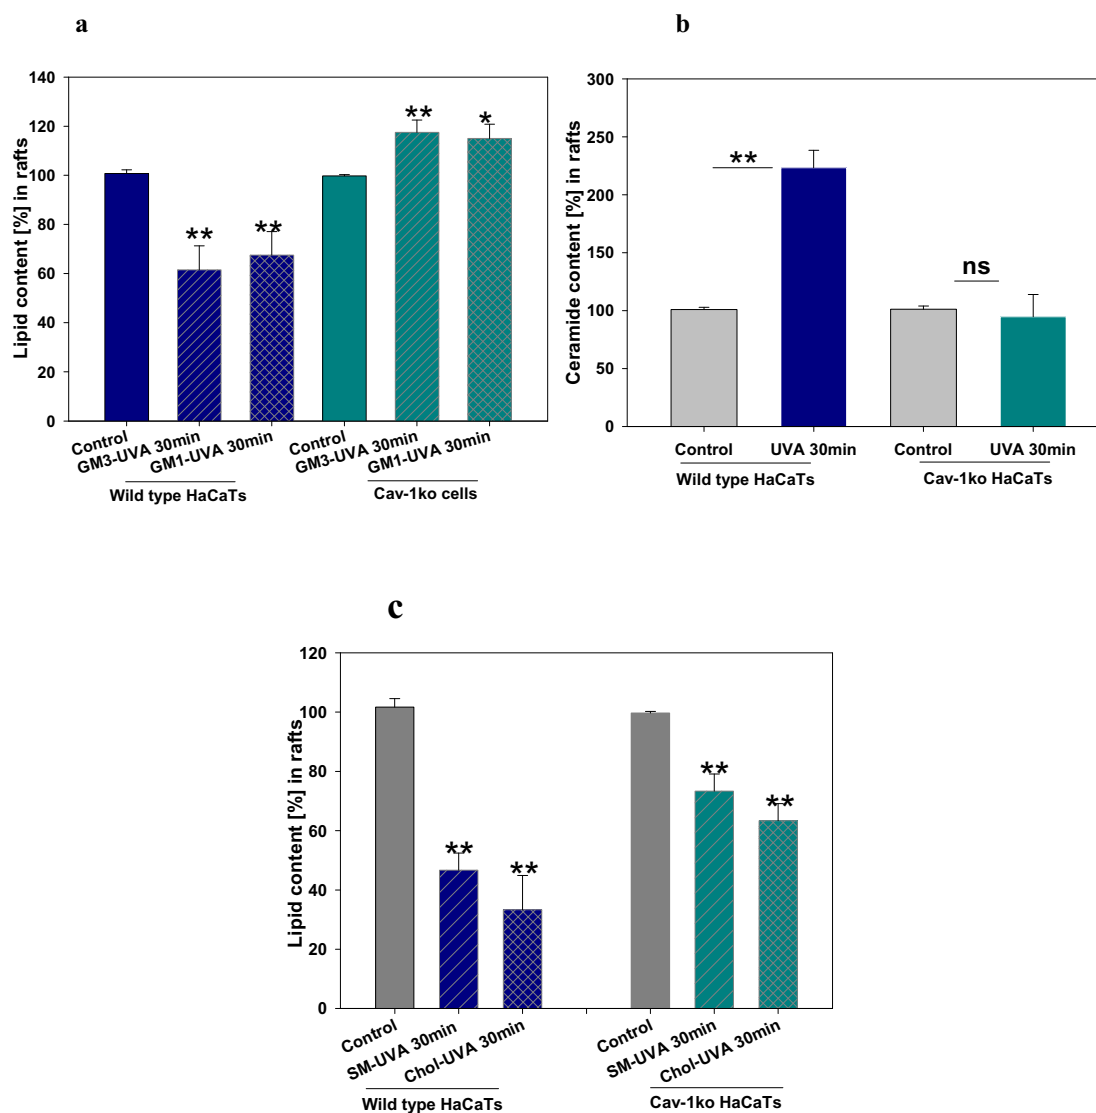 a
Lipid content [%] in rafts
140
120
100
80
60
40
20
0
**
**
**
*
Control
GM3-UVA 30min
GM1-UVA 30min
Control
GM3-UVA 30min
GM1-UVA 30min
Wild type HaCaTs
Cav-1ko cells
b
Ceramide content [%] in rafts
300
250
200
150
100
50
0
**
ns
Control
UVA 30min
Control
UVA 30min
Wild type HaCaTs
Cav-1ko HaCaTs
c
Lipid content [%] in rafts
120
100
80
60
40
20
0
**
**
**
**
Control
SM-UVA 30min
Chol-UVA 30min
Control
SM-UVA 30min
Chol-UVA 30min
Wild type HaCaTs
Cav-1ko HaCaTs